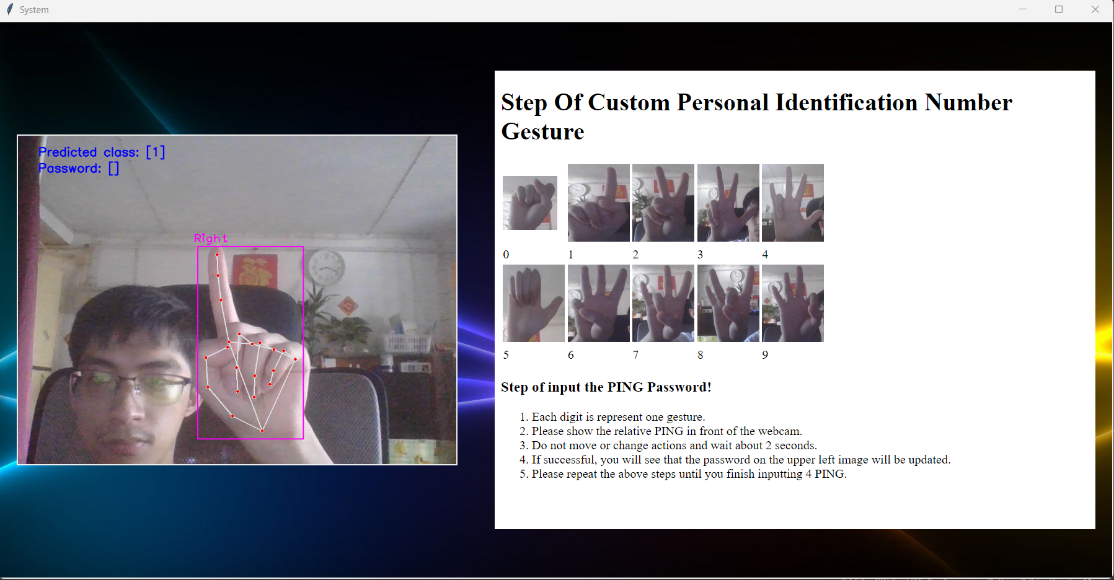 System
Predicted class: [1]
Password: []
Right
Step Of Custom Personal Identification Number
Gesture
0 1 2 3 4
5 6 7 8 9
Step of input the PING Password!
1. Each digit is represent one gesture.
2. Please show the relative PING in front of the webcam.
3. Do not move or change actions and wait about 2 seconds.
4. If successful, you will see that the password on the upper left image will be updated.
5. Please repeat the above steps until you finish inputting 4 PING.